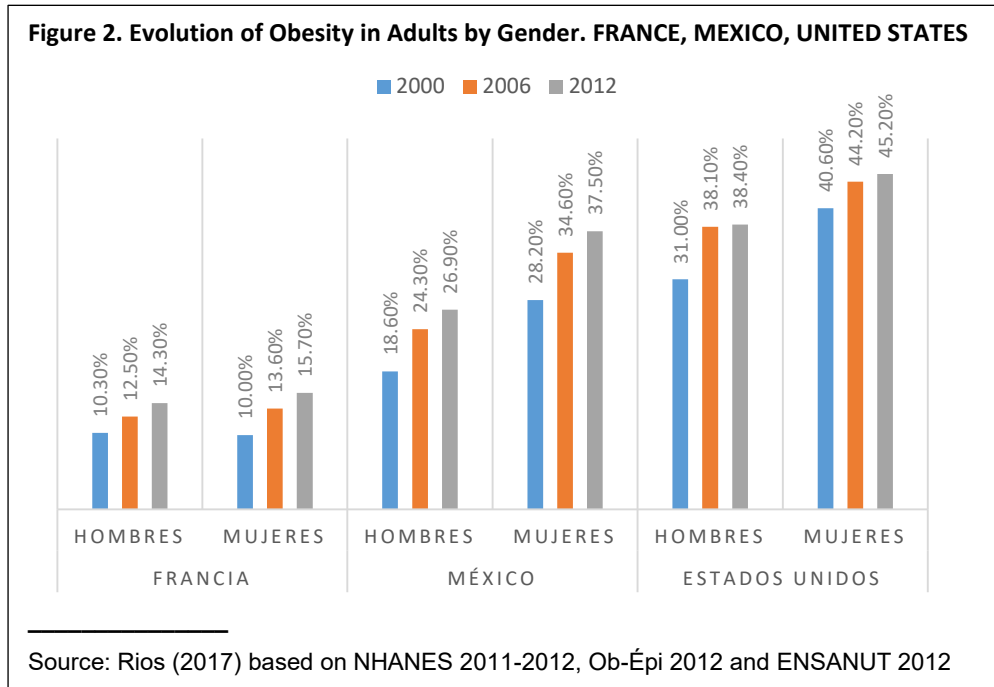 Figure 2. Evolution of Obesity in Adults by Gender. FRANCE, MEXICO, UNITED STATES
2000 2006 2012
10.30% 12.50% 14.30% 10.00% 13.60% 15.70% 18.60% 24.30% 26.90% 28.20% 34.60% 37.50% 31.00% 38.10% 38.40% 40.60% 44.20% 45.20%
HOMBRES MUJERES HOMBRES MUJERES HOMBRES MUJERES
FRANCIA MÉXICO ESTADOS UNIDOS
Source: Rios (2017) based on NHANES 2011-2012, Ob-Épi 2012 and ENSANUT 2012